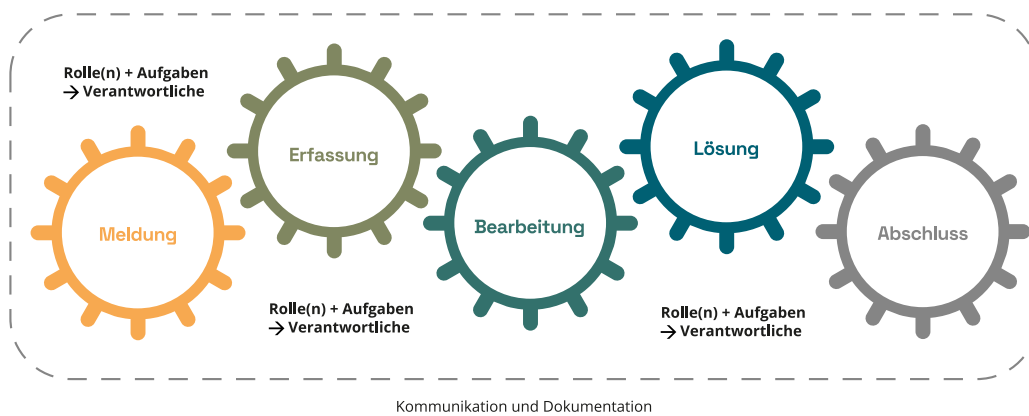 Rolle(n) + Aufgaben
→ Verantwortliche
Meldung
Erfassung
Bearbeitung
Lösung
Abschluss
Rolle(n) + Aufgaben
→ Verantwortliche
Rolle(n) + Aufgaben
→ Verantwortliche
Kommunikation und Dokumentation